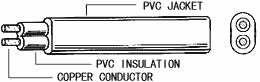 PVC JACKET
PVC INSULATION
COPPER CONDUCTOR